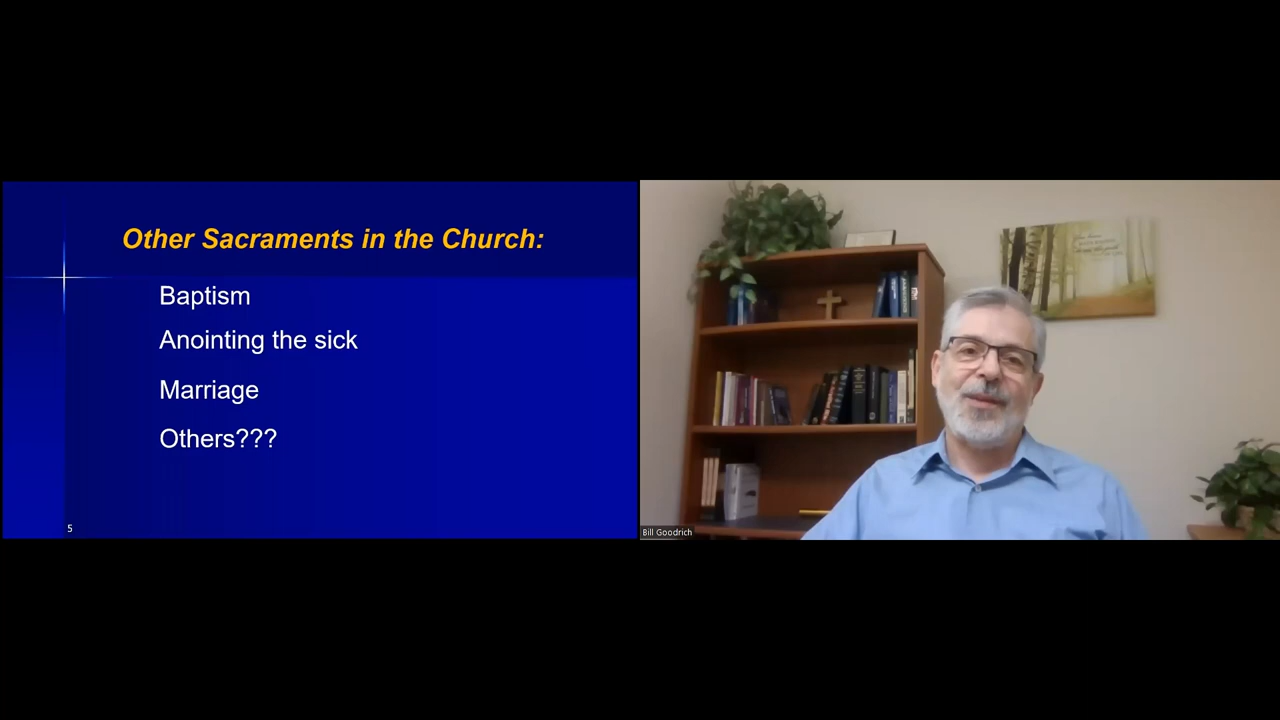 Other Sacraments in the Church:
Baptism
Anointing the sick
Marriage
Others???
5
Bill Goodrich